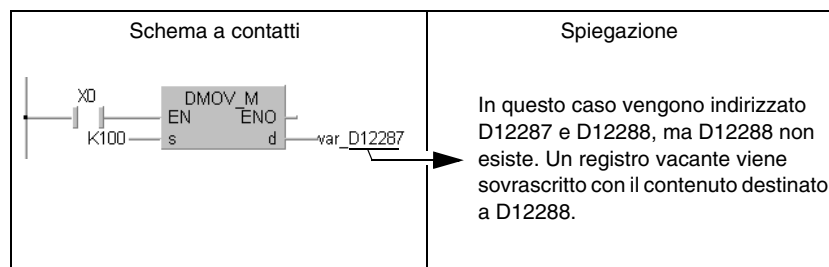 Schema a contatti
Spiegazione
X0
DMOV_M
EN ENO
K100 s d var_D12287
In questo caso vengono indirizzato
D12287 e D12288, ma D12288 non
esiste. Un registro vacante viene
sovrascritto con il contenuto destinato
a D12288.